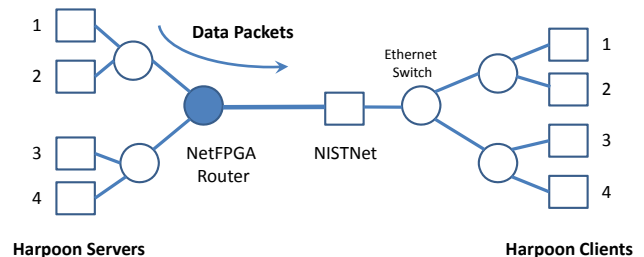 1
Data Packets
1
2
Ethernet
Switch
2
3
NetFPGA
Router
NISTNet
3
4
4
Harpoon Servers
Harpoon Clients